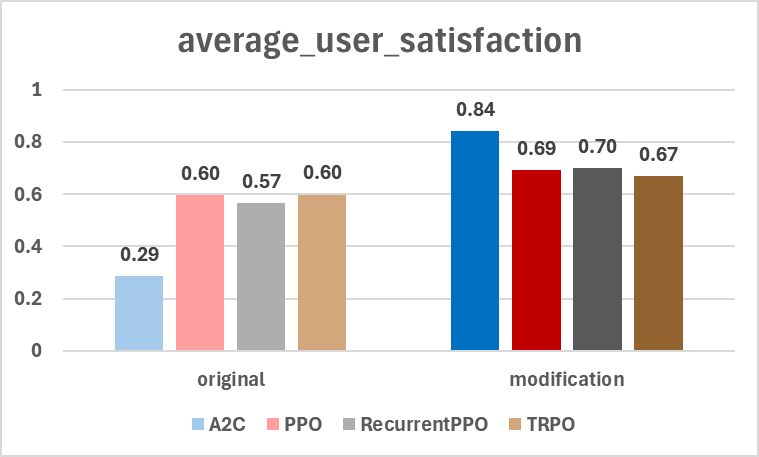 average_user_satisfaction
1
0.8
0.6
0.4
0.2
0
0.29
0.60
0.57
0.60
0.84
0.69
0.70
0.67
original
modification
A2C
PPO
RecurrentPPO
TRPO